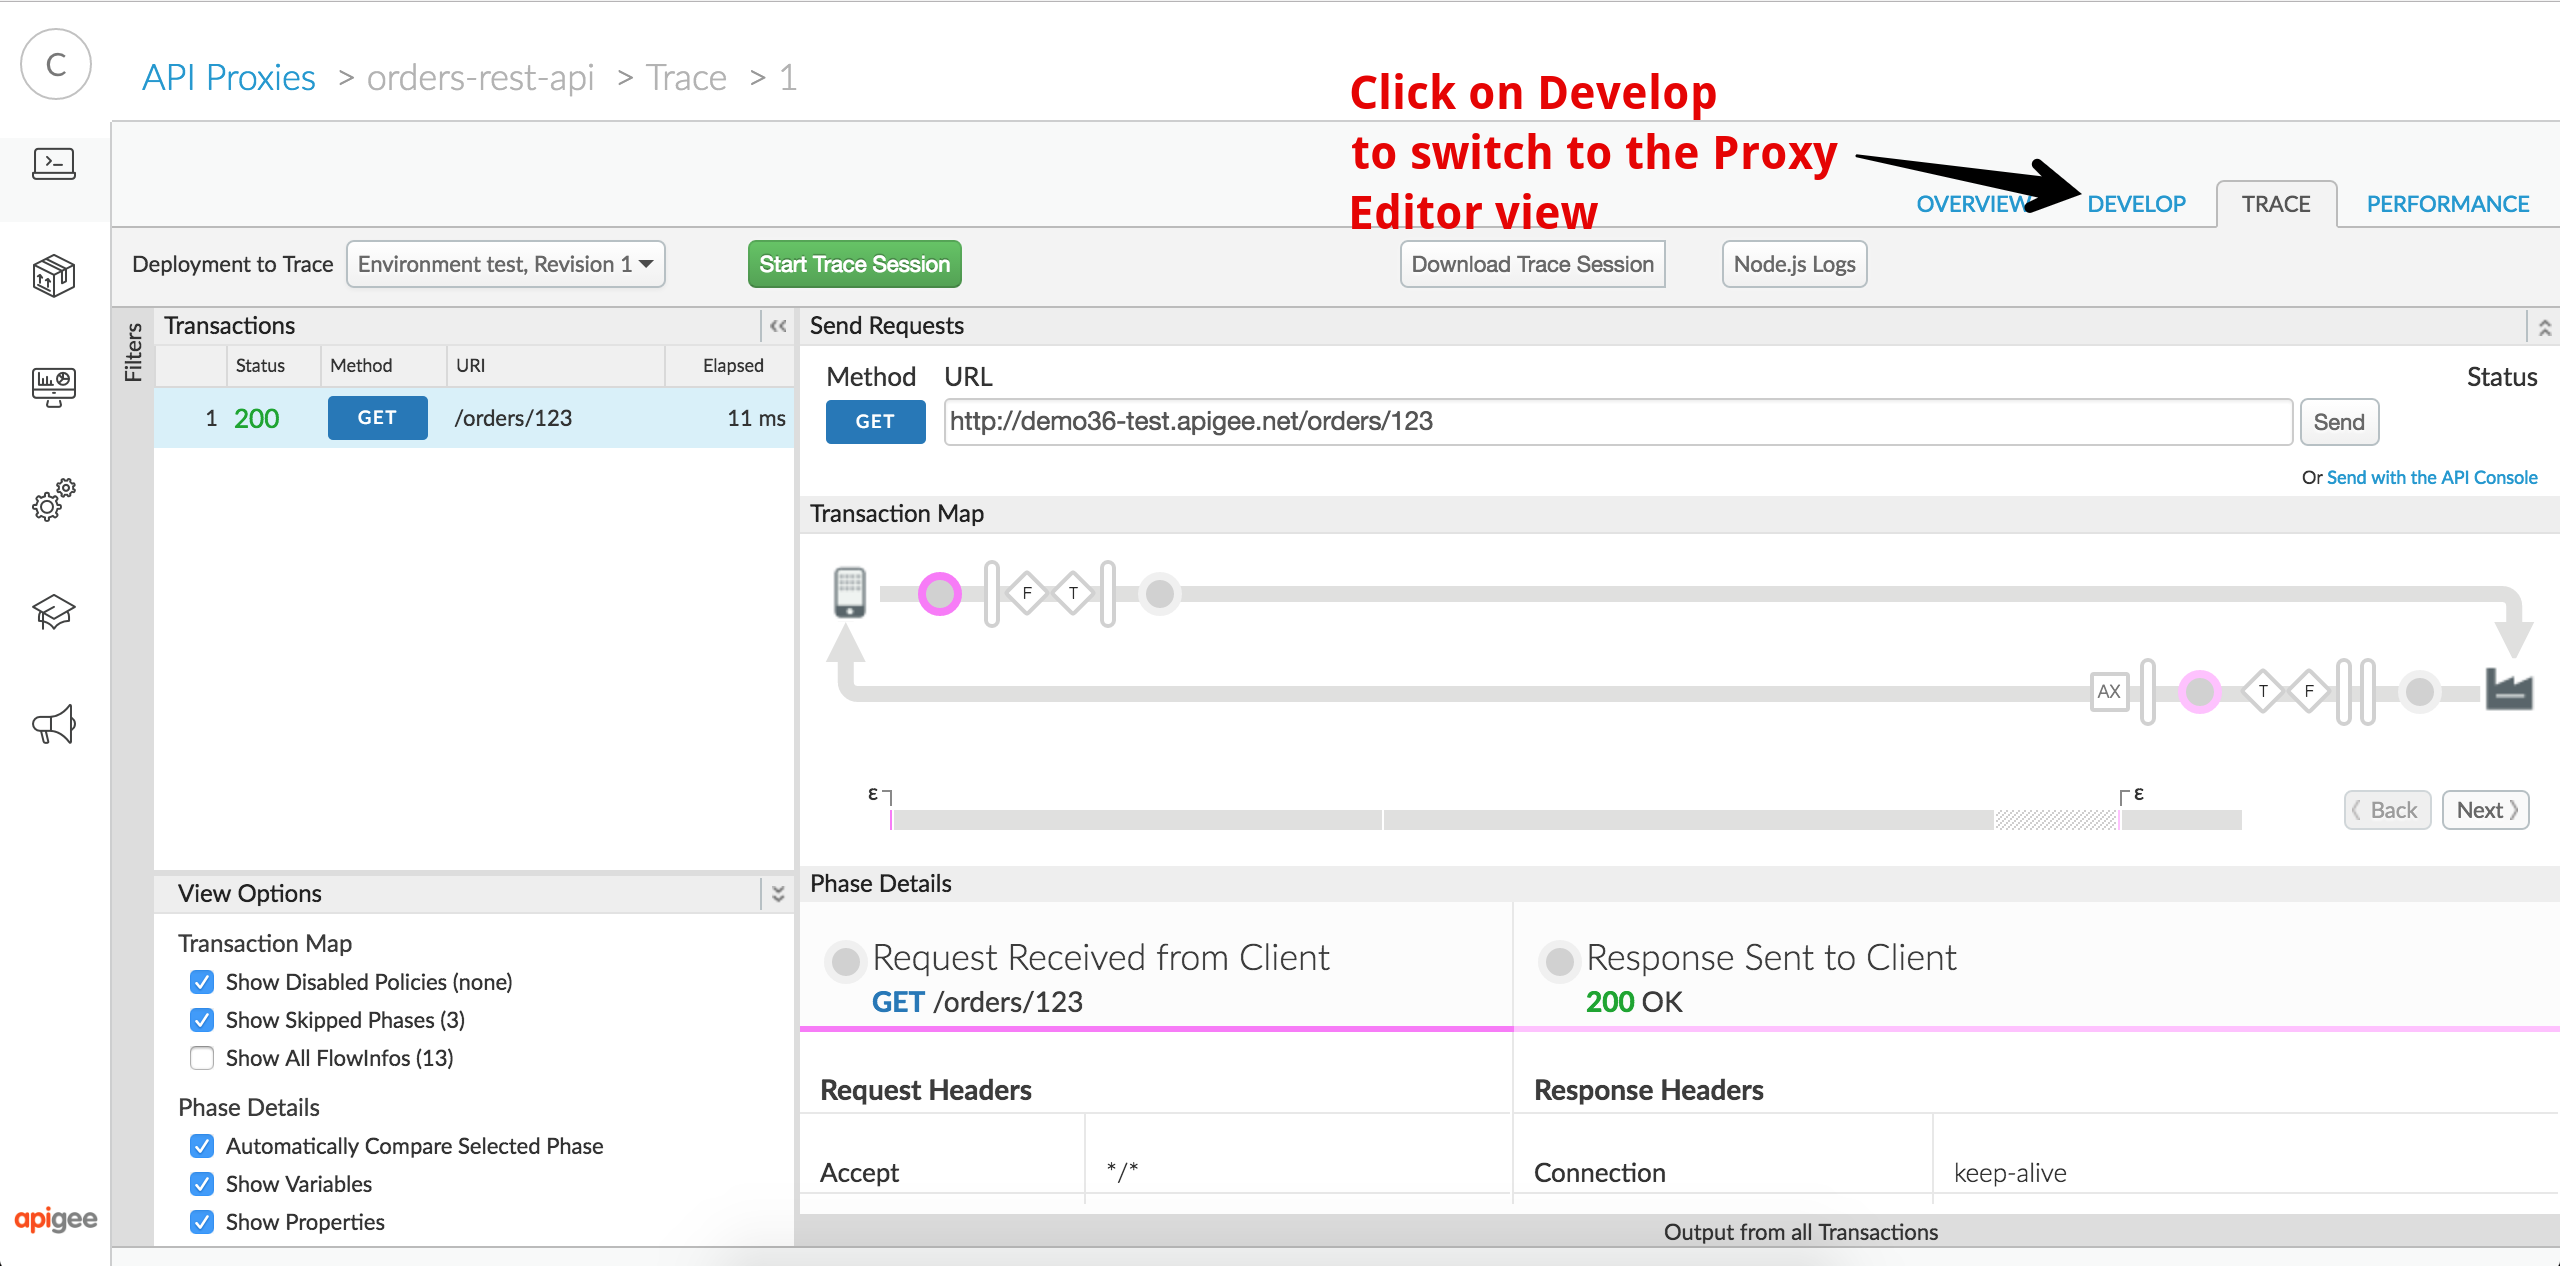 C
API Proxies > orders-rest-api > Trace > 1
Click on Develop
to switch to the Proxy
Editor view
OVERVIEW DEVELOP TRACE PERFORMANCE
Deployment to Trace Environment test, Revision 1 Start Trace Session Download Trace Session Node.js Logs
Filters
Transactions «
Status Method URI Elapsed
1 200 GET /orders/123 11 ms
Send Requests
Method URL Status
GET http://demo36-test.apigee.net/orders/123 Send
Or Send with the API Console
Transaction Map
F T
AX T F
ε ε
Back Next
View Options
Transaction Map
Show Disabled Policies (none)
Show Skipped Phases (3)
Show All FlowInfos (13)
Phase Details
Automatically Compare Selected Phase
Show Variables
Show Properties
Phase Details
Request Received from Client
GET /orders/123
Response Sent to Client
200 OK
Request Headers
Accept */*
Response Headers
Connection keep-alive
Output from all Transactions
apigee